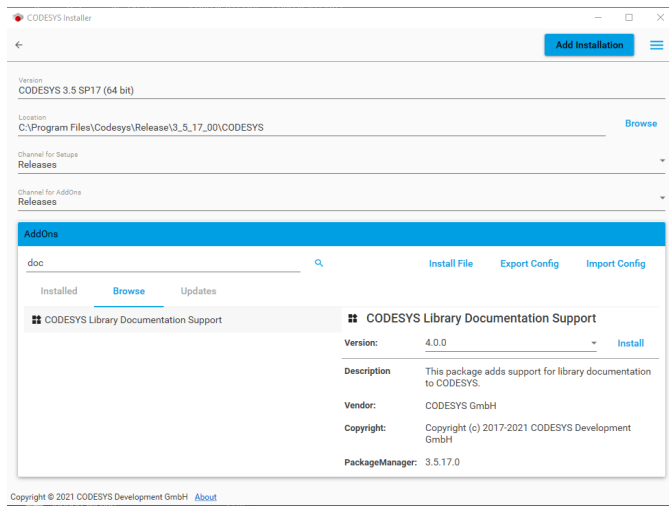 CODESYS Installer
Add Installation
Version
CODESYS 3.5 SP17 (64 bit)
Location
C:\Program Files\Codesys\Release\3_5_17_00\CODESYS
Browse
Channel for Setups
Releases
Channel for AddOns
Releases
AddOns
doc
Install File Export Config Import Config
Installed Browse Updates
CODESYS Library Documentation Support
CODESYS Library Documentation Support
Version: 4.0.0 Install
Description This package adds support for library documentation
to CODESYS.
Vendor: CODESYS GmbH
Copyright: Copyright (c) 2017-2021 CODESYS Development
GmbH
PackageManager: 3.5.17.0
Copyright © 2021 CODESYS Development GmbH About